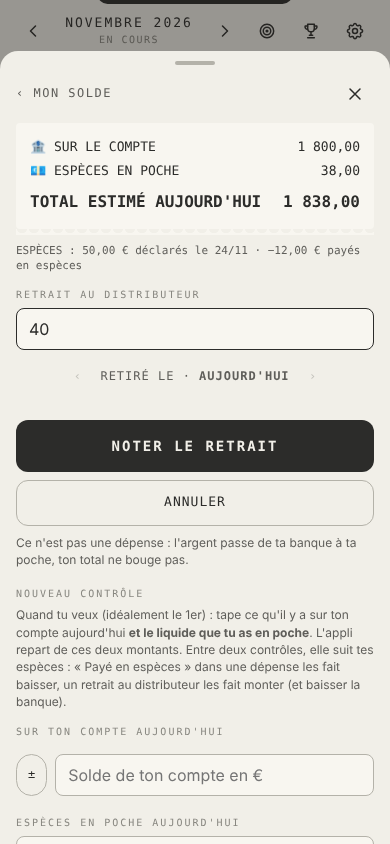 NOVEMBRE 2026
EN COURS
‹ MON SOLDE
🏦 SUR LE COMPTE 1 800,00
💶 ESPÈCES EN POCHE 38,00
TOTAL ESTIMÉ AUJOURD'HUI 1 838,00
ESPÈCES : 50,00 € déclarés le 24/11 · −12,00 € payés
en espèces
RETRAIT AU DISTRIBUTEUR
40
‹ RETIRÉ LE · AUJOURD'HUI ›
NOTER LE RETRAIT
ANNULER
Ce n'est pas une dépense : l'argent passe de ta banque à ta
poche, ton total ne bouge pas.
NOUVEAU CONTRÔLE
Quand tu veux (idéalement le 1er) : tape ce qu'il y a sur ton
compte aujourd'hui et le liquide que tu as en poche. L'appli
repart de ces deux montants. Entre deux contrôles, elle suit tes
espèces : « Payé en espèces » dans une dépense les fait
baisser, un retrait au distributeur les fait monter (et baisser la
banque).
SUR TON COMPTE AUJOURD'HUI
± Solde de ton compte en €
ESPÈCES EN POCHE AUJOURD'HUI